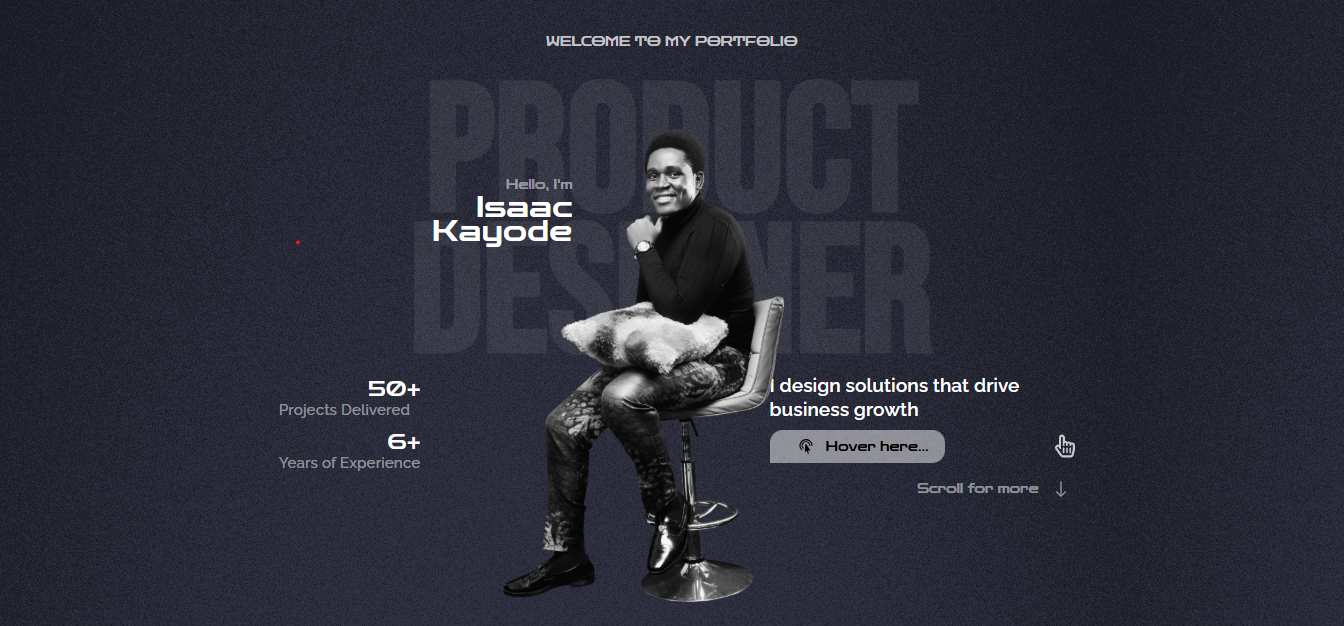 WELCOME TO MY PORTFOLIO
PRODUCT
DESIGNER
Hello, I'm
Isaac
Kayode
50+
Projects Delivered
6+
Years of Experience
I design solutions that drive
business growth
Hover here...
Scroll for more